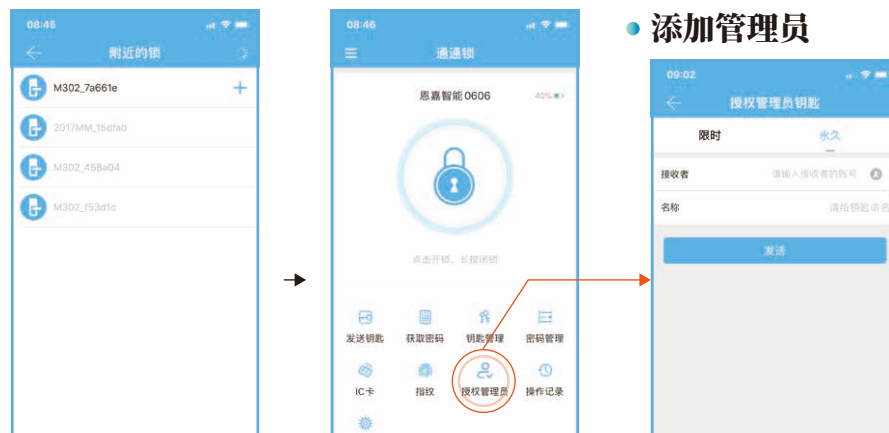 08:46
附近的锁
M302_7a661e
2017MM_15dfab
M302_458a04
M302_f53d1c
08:46
通通锁
恩嘉智能0606
40%
点击开锁，长按闭锁
发送钥匙
获取密码
钥匙管理
密码管理
IC卡
指纹
授权管理员
操作记录
添加管理员
09:02
授权管理员钥匙
限时
永久
接收者
请输入接收者的账号
名称
请给钥匙命名
发送